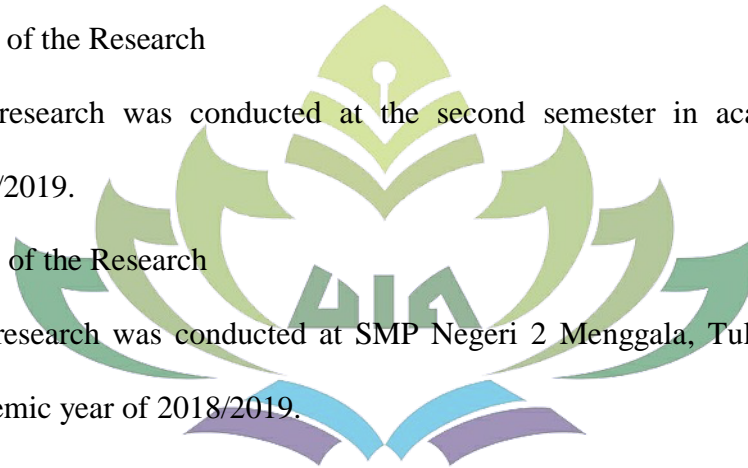 of the Research
research was conducted at the second semester in aca
/2019.
of the Research
UIN
research was conducted at SMP Negeri 2 Menggala, Tul
emic year of 2018/2019.